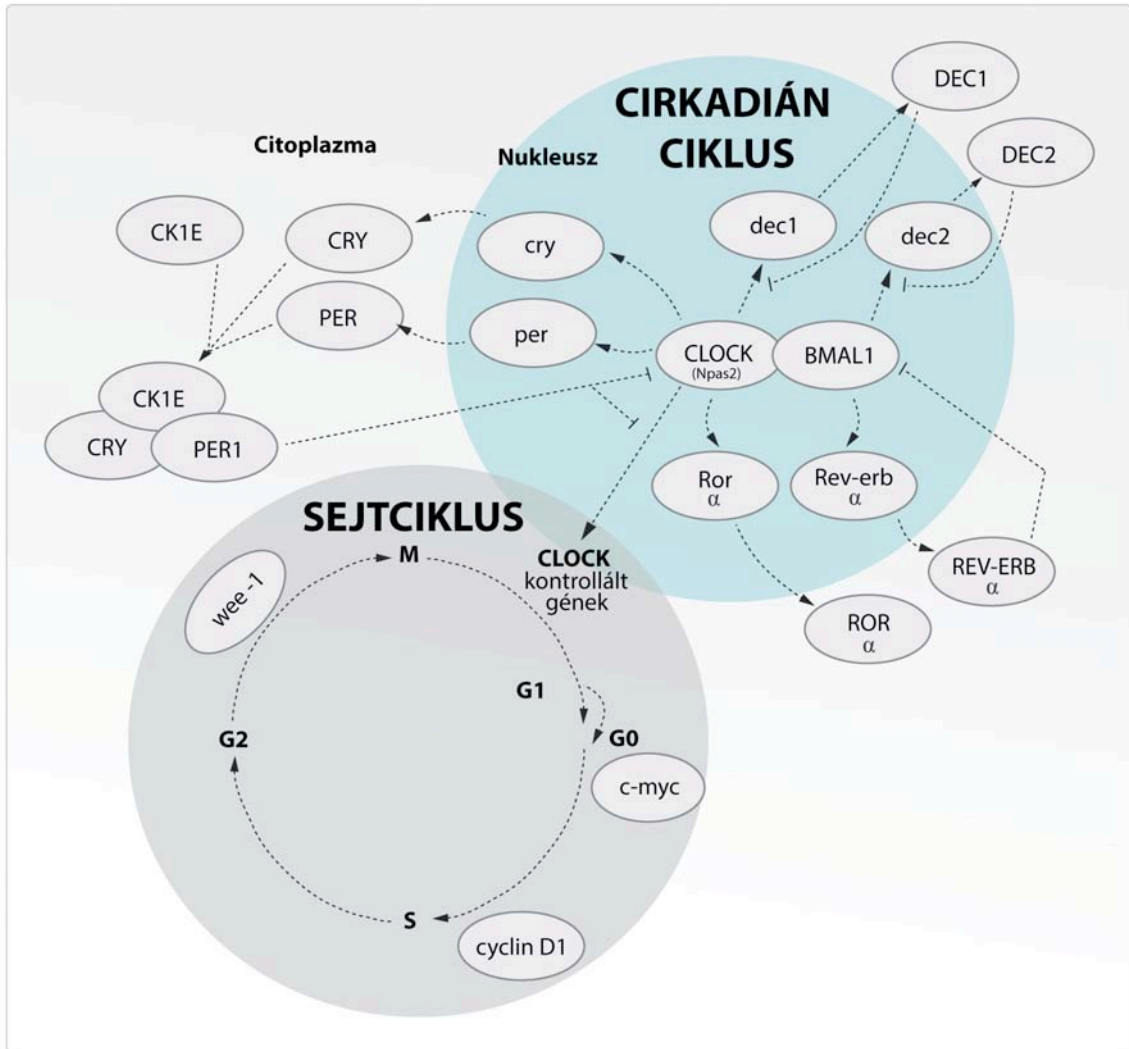 CIRKADIÁN
CIKLUS
Citoplazma
Nukleusz
DEC1
DEC2
CK1E
CRY
cry
dec1
dec2
PER
per
CLOCK
(Npas2)
BMAL1
CK1E
CRY
PER1
Ror
α
Rev-erb
α
REV-ERB
α
ROR
α
SEJTCIKLUS
CLOCK
kontrollált
gének
M
wee -1
G1
G2
G0
c-myc
S
cyclin D1